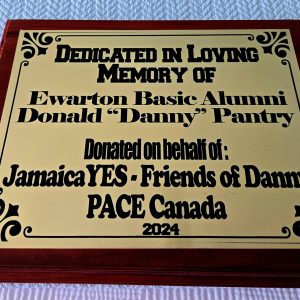 Dedicated in Loving
Memory of
Ewarton Basic Alumni
Donald "Danny" Pantry
Donated on behalf of :
JamaicaYES - Friends of Danny
PACE Canada
2024